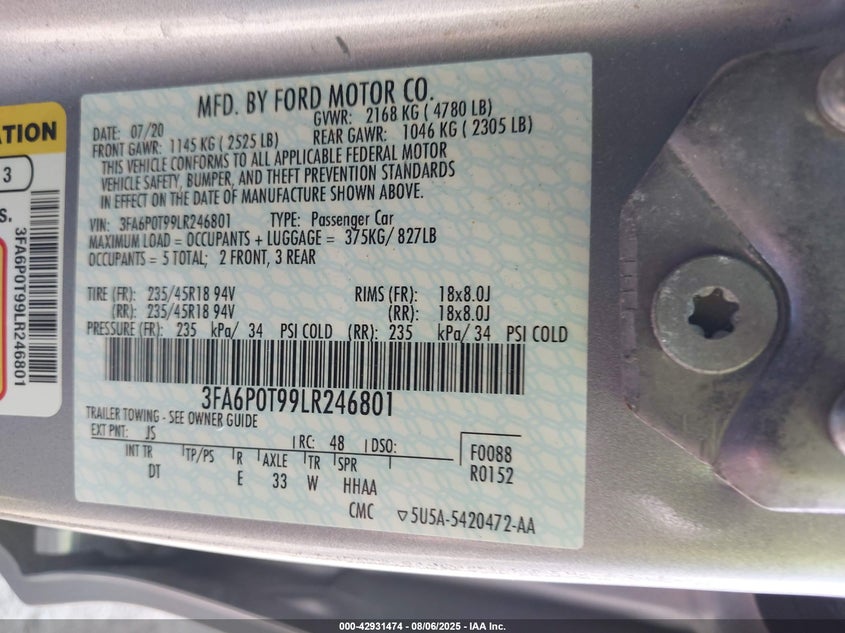 ATION
3
S.
3FA6P0T99LR246801
MFD. BY FORD MOTOR CO.
DATE: 07/20 GVWR: 2168 KG ( 4780 LB)
FRONT GAWR: 1145 KG ( 2525 LB) REAR GAWR: 1046 KG ( 2305 LB)
THIS VEHICLE CONFORMS TO ALL APPLICABLE FEDERAL MOTOR
VEHICLE SAFETY, BUMPER, AND THEFT PREVENTION STANDARDS
IN EFFECT ON THE DATE OF MANUFACTURE SHOWN ABOVE.
VIN: 3FA6P0T99LR246801 TYPE: Passenger Car
MAXIMUM LOAD = OCCUPANTS + LUGGAGE = 375KG/ 827LB
OCCUPANTS = 5 TOTAL; 2 FRONT, 3 REAR
TIRE (FR): 235/45R18 94V RIMS (FR): 18x8.0J
(RR): 235/45R18 94V (RR): 18x8.0J
PRESSURE (FR): 235 kPa/ 34 PSI COLD (RR): 235 kPa/ 34 PSI COLD
3FA6P0T99LR246801
TRAILER TOWING - SEE OWNER GUIDE
EXT PNT: JS RC: 48 DSO: F0088
INT TR TP/PS R AXLE TR SPR R0152
DT E 33 W HHAA
CMC ▽5U5A-5420472-AA
000-42931474 - 08/06/2025 - IAA Inc.